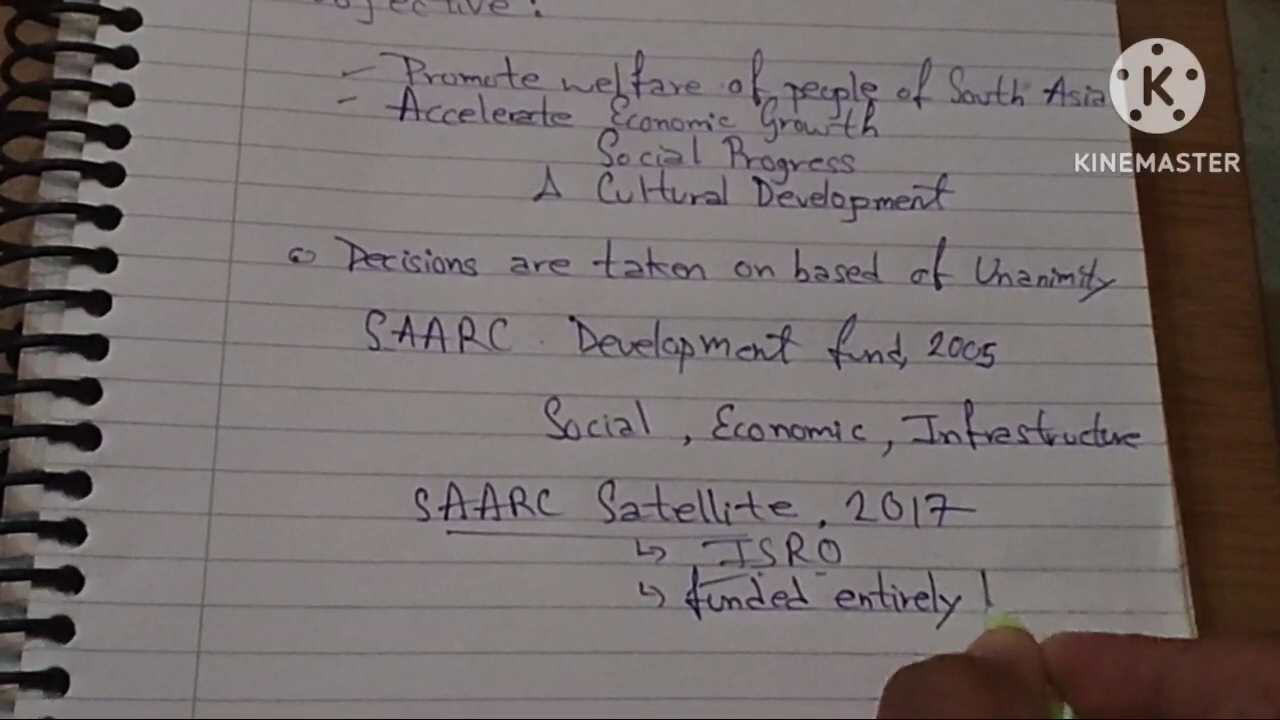 Objective:
- Promote welfare of people of South Asia
- Accelerate Economic Growth
Social Progress
& Cultural Development
Decisions are taken on based of Unanimity
SAARC Development fund, 2005
Social, Economic, Infrastructure
SAARC Satellite, 2017
↳ ISRO
↳ funded entirely
K
KINEMASTER